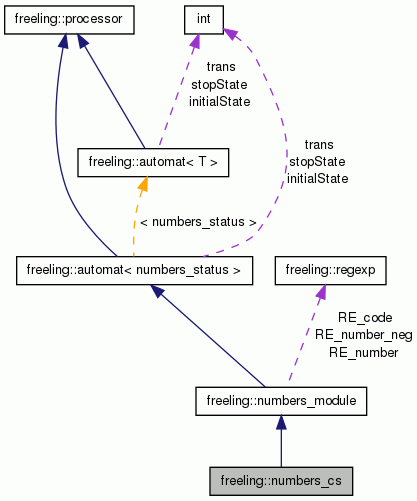 freeling::processor
int
trans
stopState
initialState
freeling::automat< T >
trans
stopState
initialState
< numbers_status >
freeling::automat< numbers_status >
freeling::regexp
RE_code
RE_number_neg
RE_number
freeling::numbers_module
freeling::numbers_cs